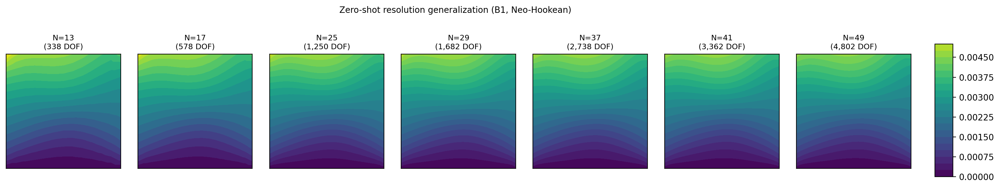 Zero-shot resolution generalization (B1, Neo-Hookean)
N=13
(338 DOF)
N=17
(578 DOF)
N=25
(1,250 DOF)
N=29
(1,682 DOF)
N=37
(2,738 DOF)
N=41
(3,362 DOF)
N=49
(4,802 DOF)
0.00450
0.00375
0.00300
0.00225
0.00150
0.00075
0.00000